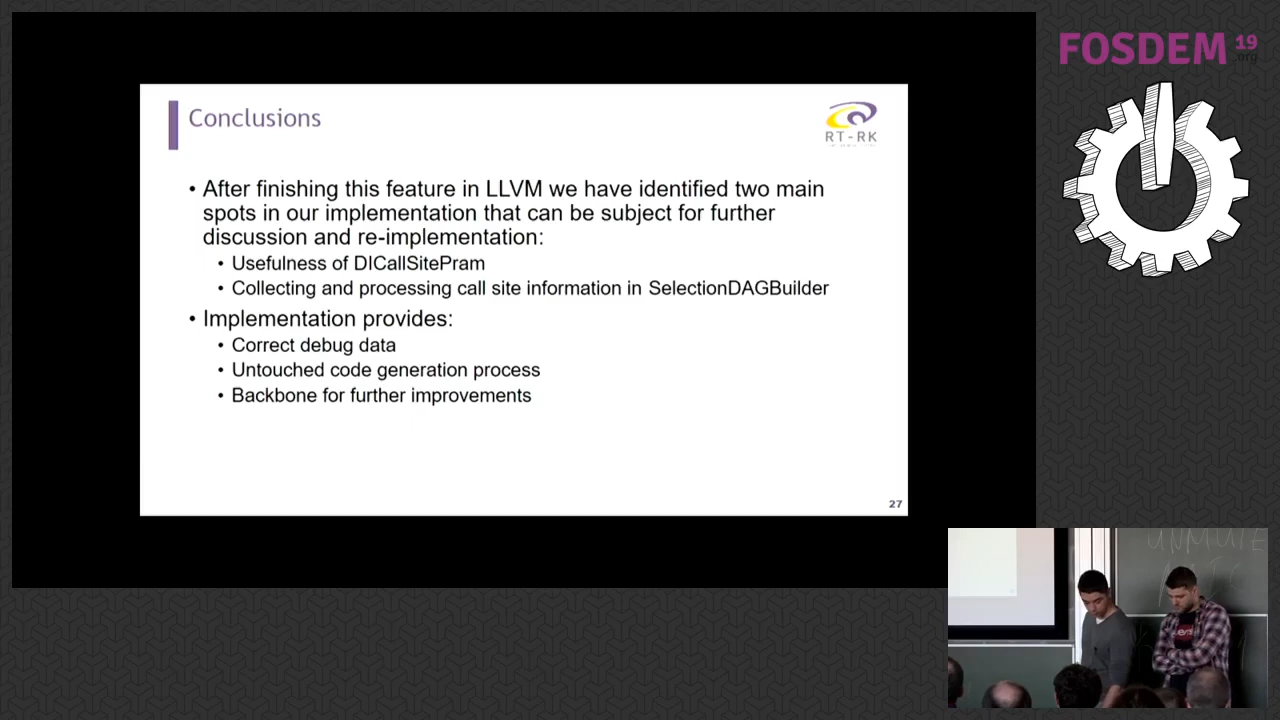 FOSDEM 19
.org
Conclusions
RT-RK
• After finishing this feature in LLVM we have identified two main
spots in our implementation that can be subject for further
discussion and re-implementation:
• Usefulness of DICallSitePram
• Collecting and processing call site information in SelectionDAGBuilder
• Implementation provides:
• Correct debug data
• Untouched code generation process
• Backbone for further improvements
27
UNMUTE